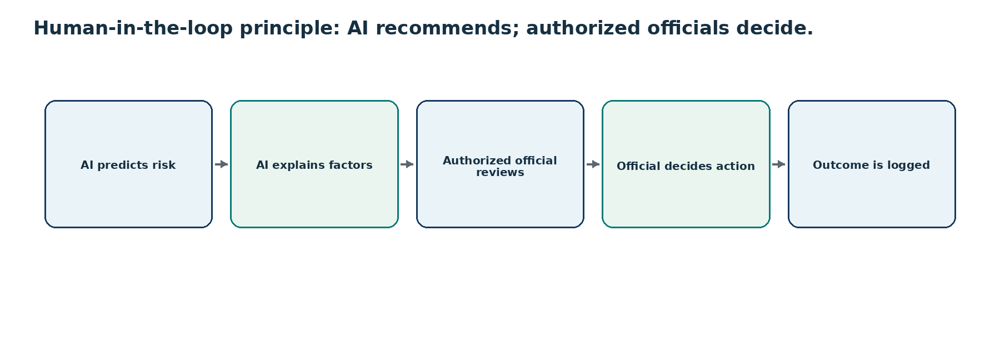 Human-in-the-loop principle: AI recommends; authorized officials decide.
AI predicts risk
AI explains factors
Authorized official
reviews
Official decides action
Outcome is logged